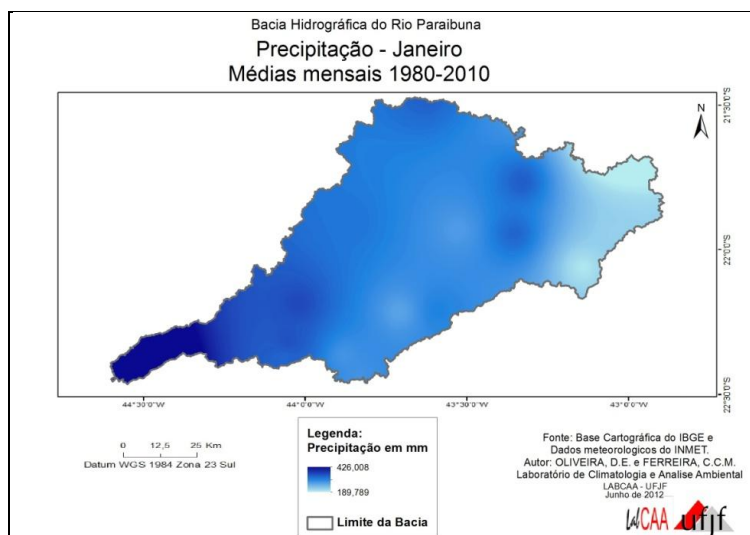 Bacia Hidrográfica do Rio Paraibuna
Precipitação - Janeiro
Médias mensais 1980-2010
N
21°30'0"S
22°0'0"S
22°30'0"S
44°30'0"W
44°0'0"W
43°30'0"W
43°0'0"W
0 12,5 25 Km
Datum WGS 1984 Zona 23 Sul
Legenda:
Precipitação em mm
426,008
189,789
Limite da Bacia
Fonte: Base Cartográfica do IBGE e
Dados meteorologicos do INMET.
Autor: OLIVEIRA, D.E. e FERREIRA, C.C.M.
Laboratório de Climatologia e Analise Ambiental
LABCAA - UFJF
Junho de 2012
LabCAA ufjf